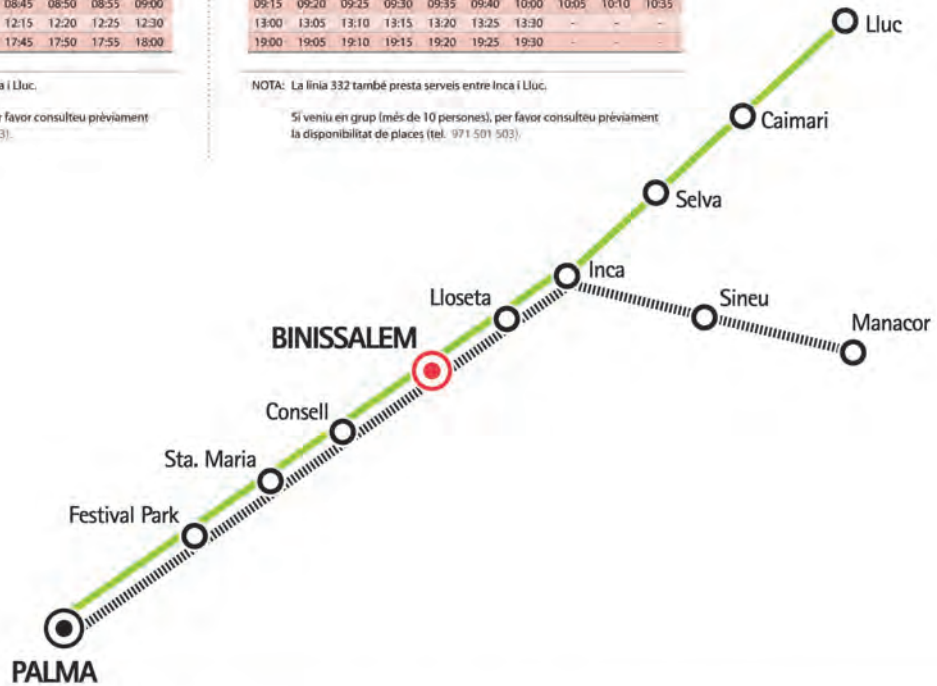 08:45 08:50 08:55 09:00
12:15 12:20 12:25 12:30
17:45 17:50 17:55 18:00
09:15 09:20 09:25 09:30 09:35 09:40 10:00 10:05 10:10 10:35
13:00 13:05 13:10 13:15 13:20 13:25 13:30 - - -
19:00 19:05 19:10 19:15 19:20 19:25 19:30 - - -
a i Lluc.
favor consulteu prèviament
3).
NOTA: La línia 332 també presta serveis entre Inca i Lluc.
Si veniu en grup (més de 10 persones), per favor consulteu prèviament
la disponibilitat de places (tel. 971 501 503).
Lluc
Caimari
Selva
Inca
Lloseta
Sineu
Manacor
BINISSALEM
Consell
Sta. Maria
Festival Park
PALMA